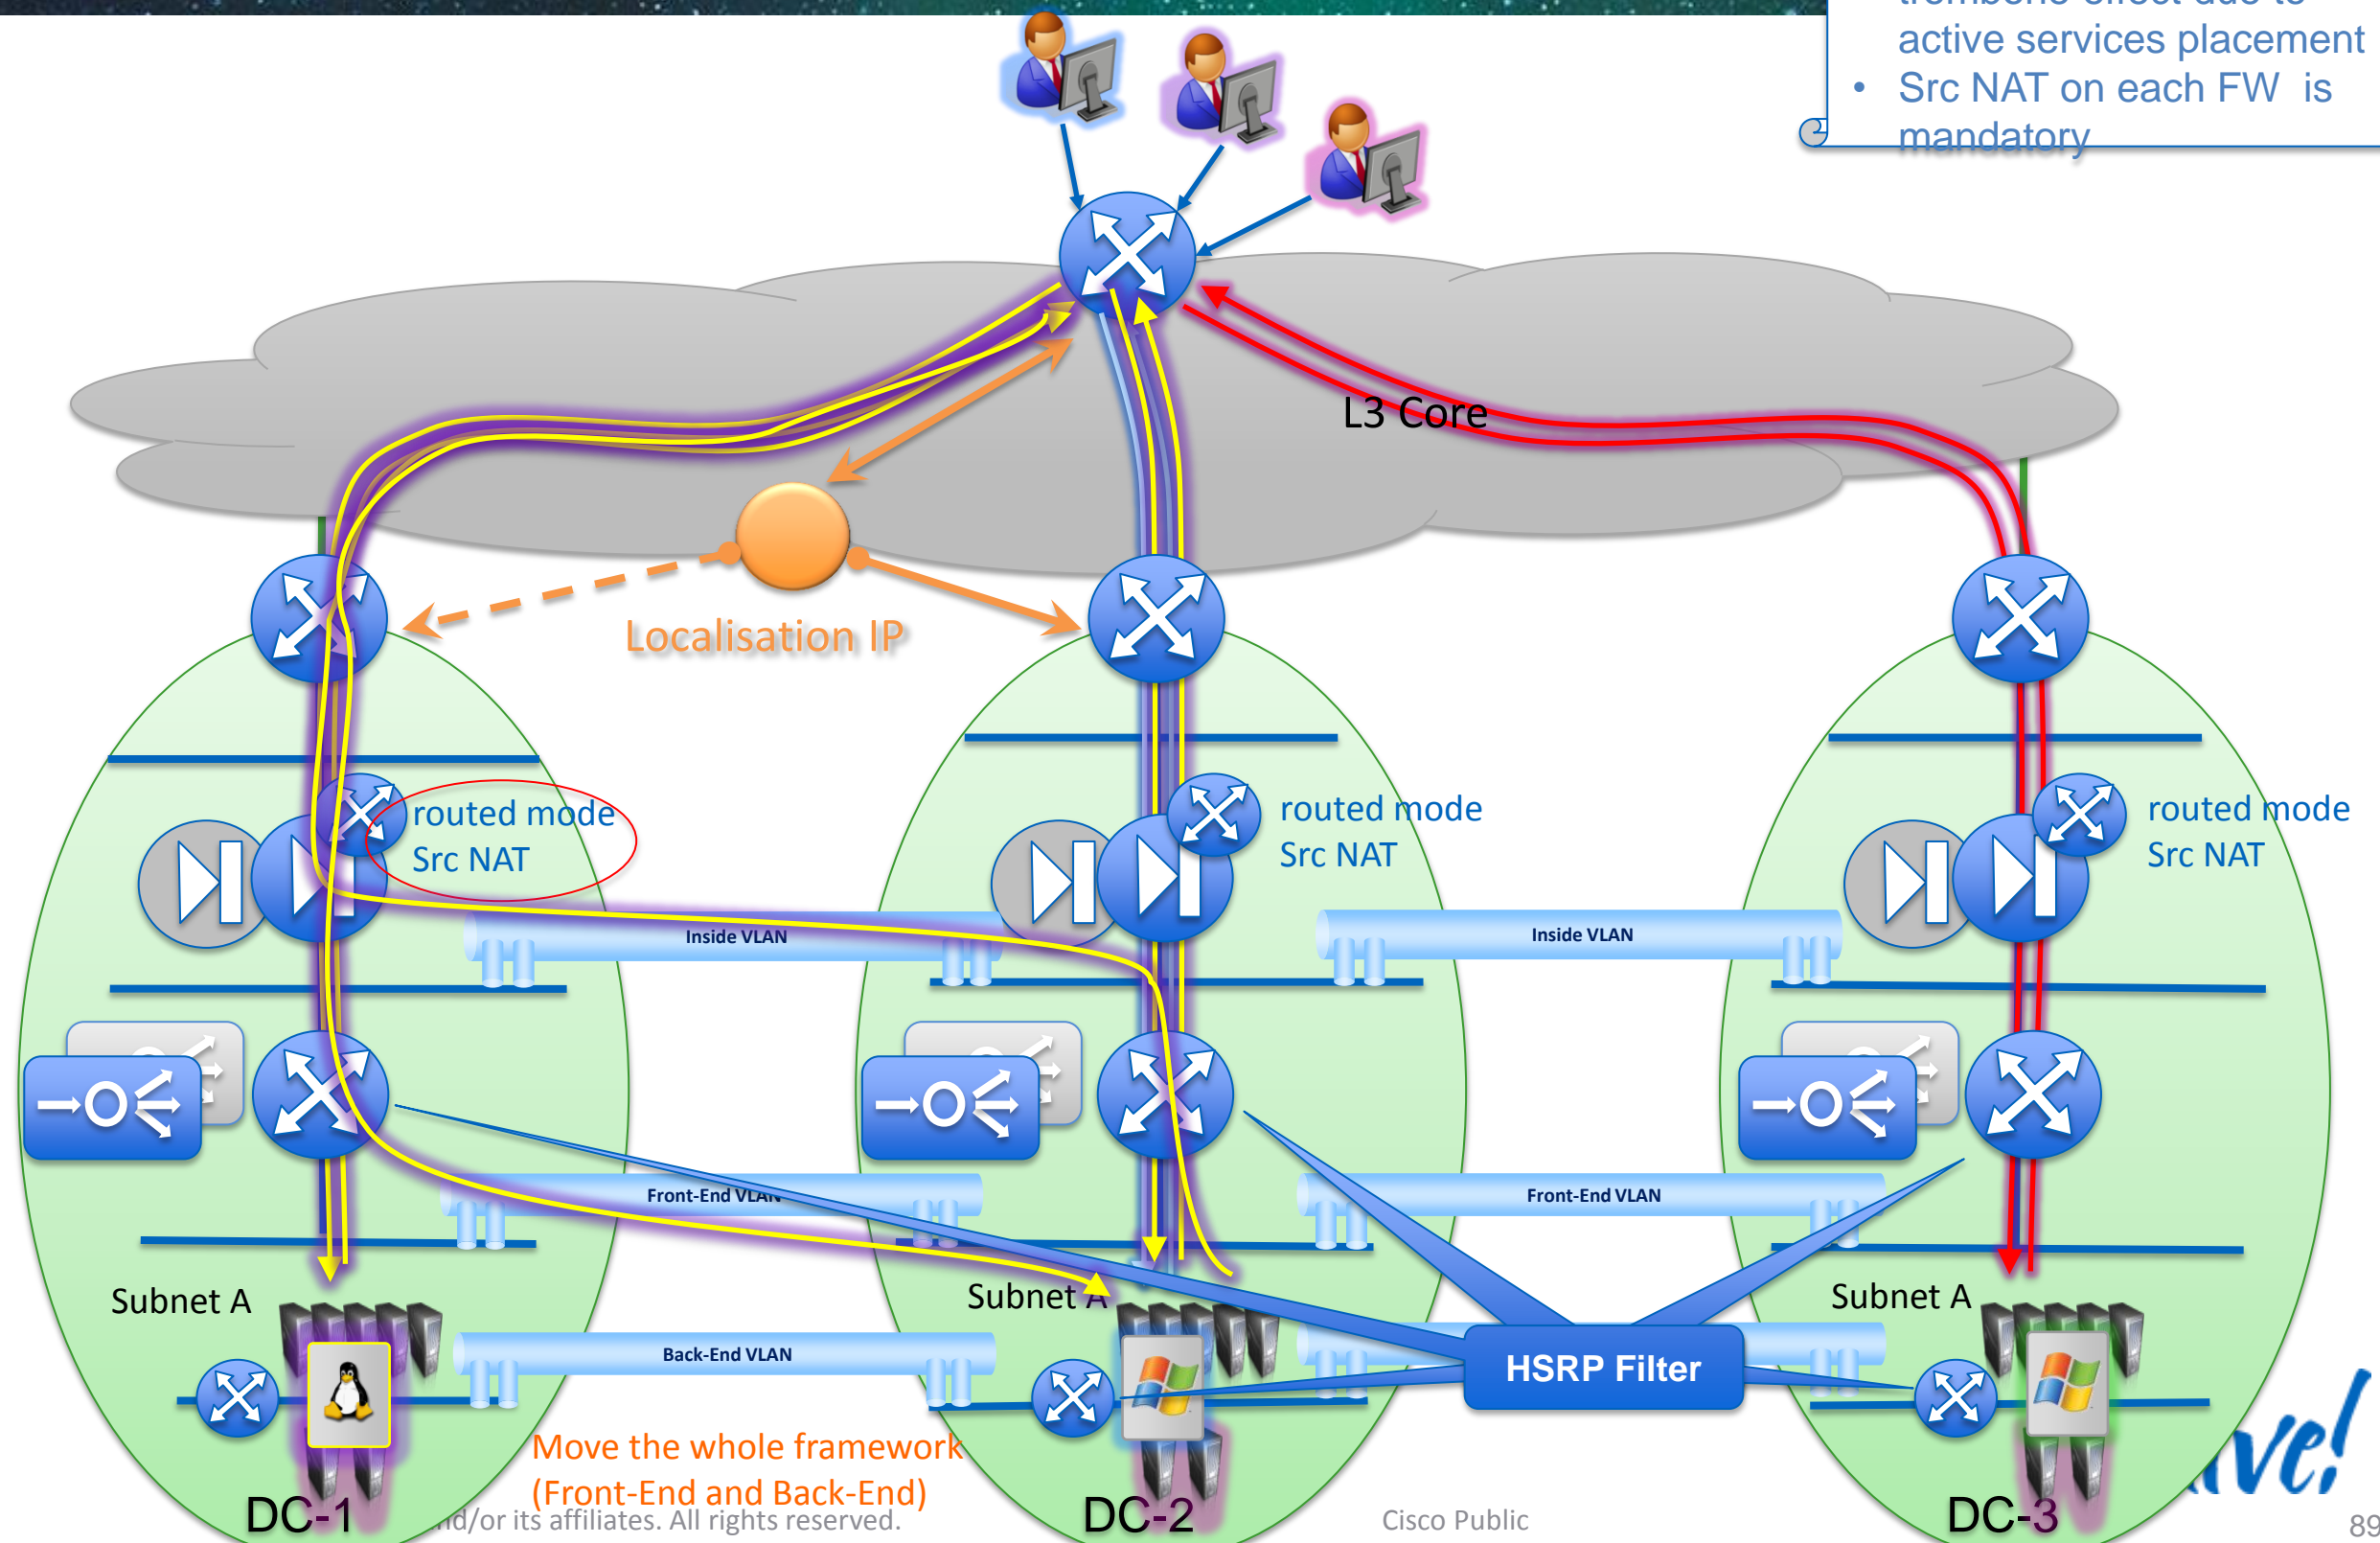 active services placement
• Src NAT on each FW is
mandatory
L3 Core
Localisation IP
routed mode
Src NAT
routed mode
Src NAT
routed mode
Src NAT
Inside VLAN
Inside VLAN
Front-End VLAN
Front-End VLAN
Subnet A
Subnet A
Subnet A
Back-End VLAN
HSRP Filter
Move the whole framework
(Front-End and Back-End)
DC-1
DC-2
DC-3
and/or its affiliates. All rights reserved.
Cisco Public
89